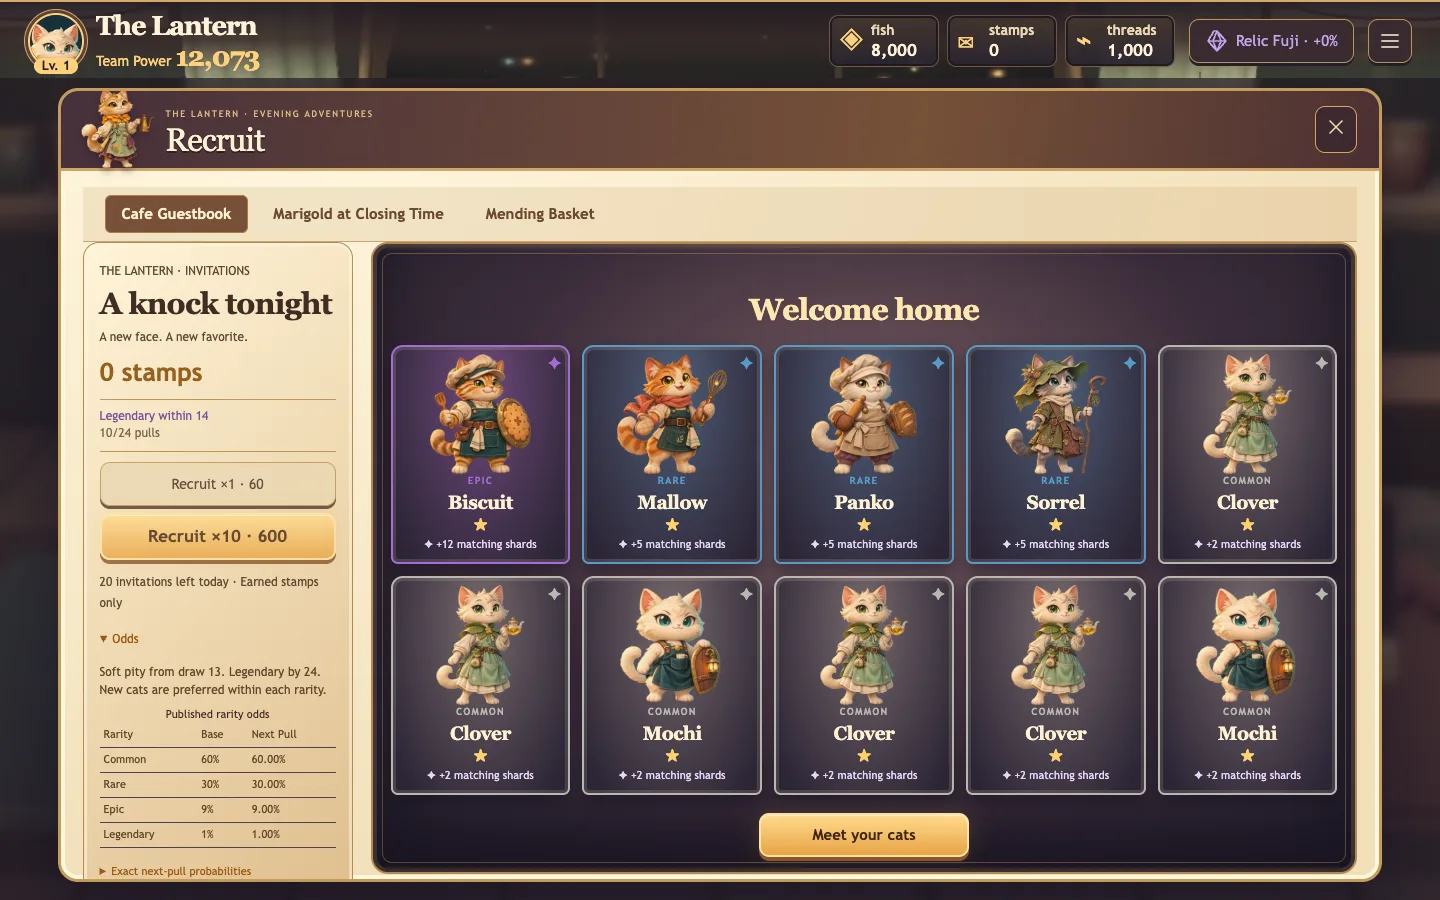 The Lantern
Team Power 12,073
Lv. 1
fish
8,000
stamps
0
threads
1,000
Relic Fuji · +0%
THE LANTERN · EVENING ADVENTURES
Recruit
Cafe Guestbook
Marigold at Closing Time
Mending Basket
THE LANTERN · INVITATIONS
A knock tonight
A new face. A new favorite.
0 stamps
Legendary within 14
10/24 pulls
Recruit ×1 · 60
Recruit ×10 · 600
20 invitations left today · Earned stamps
only
▼ Odds
Soft pity from draw 13. Legendary by 24.
New cats are preferred within each rarity.
Published rarity odds
Rarity Base Next Pull
Common 60% 60.00%
Rare 30% 30.00%
Epic 9% 9.00%
Legendary 1% 1.00%
▶ Exact next-pull probabilities
Welcome home
EPIC
Biscuit
+12 matching shards
RARE
Mallow
+5 matching shards
RARE
Panko
+5 matching shards
RARE
Sorrel
+5 matching shards
COMMON
Clover
+2 matching shards
COMMON
Clover
+2 matching shards
COMMON
Mochi
+2 matching shards
COMMON
Clover
+2 matching shards
COMMON
Clover
+2 matching shards
COMMON
Mochi
+2 matching shards
Meet your cats